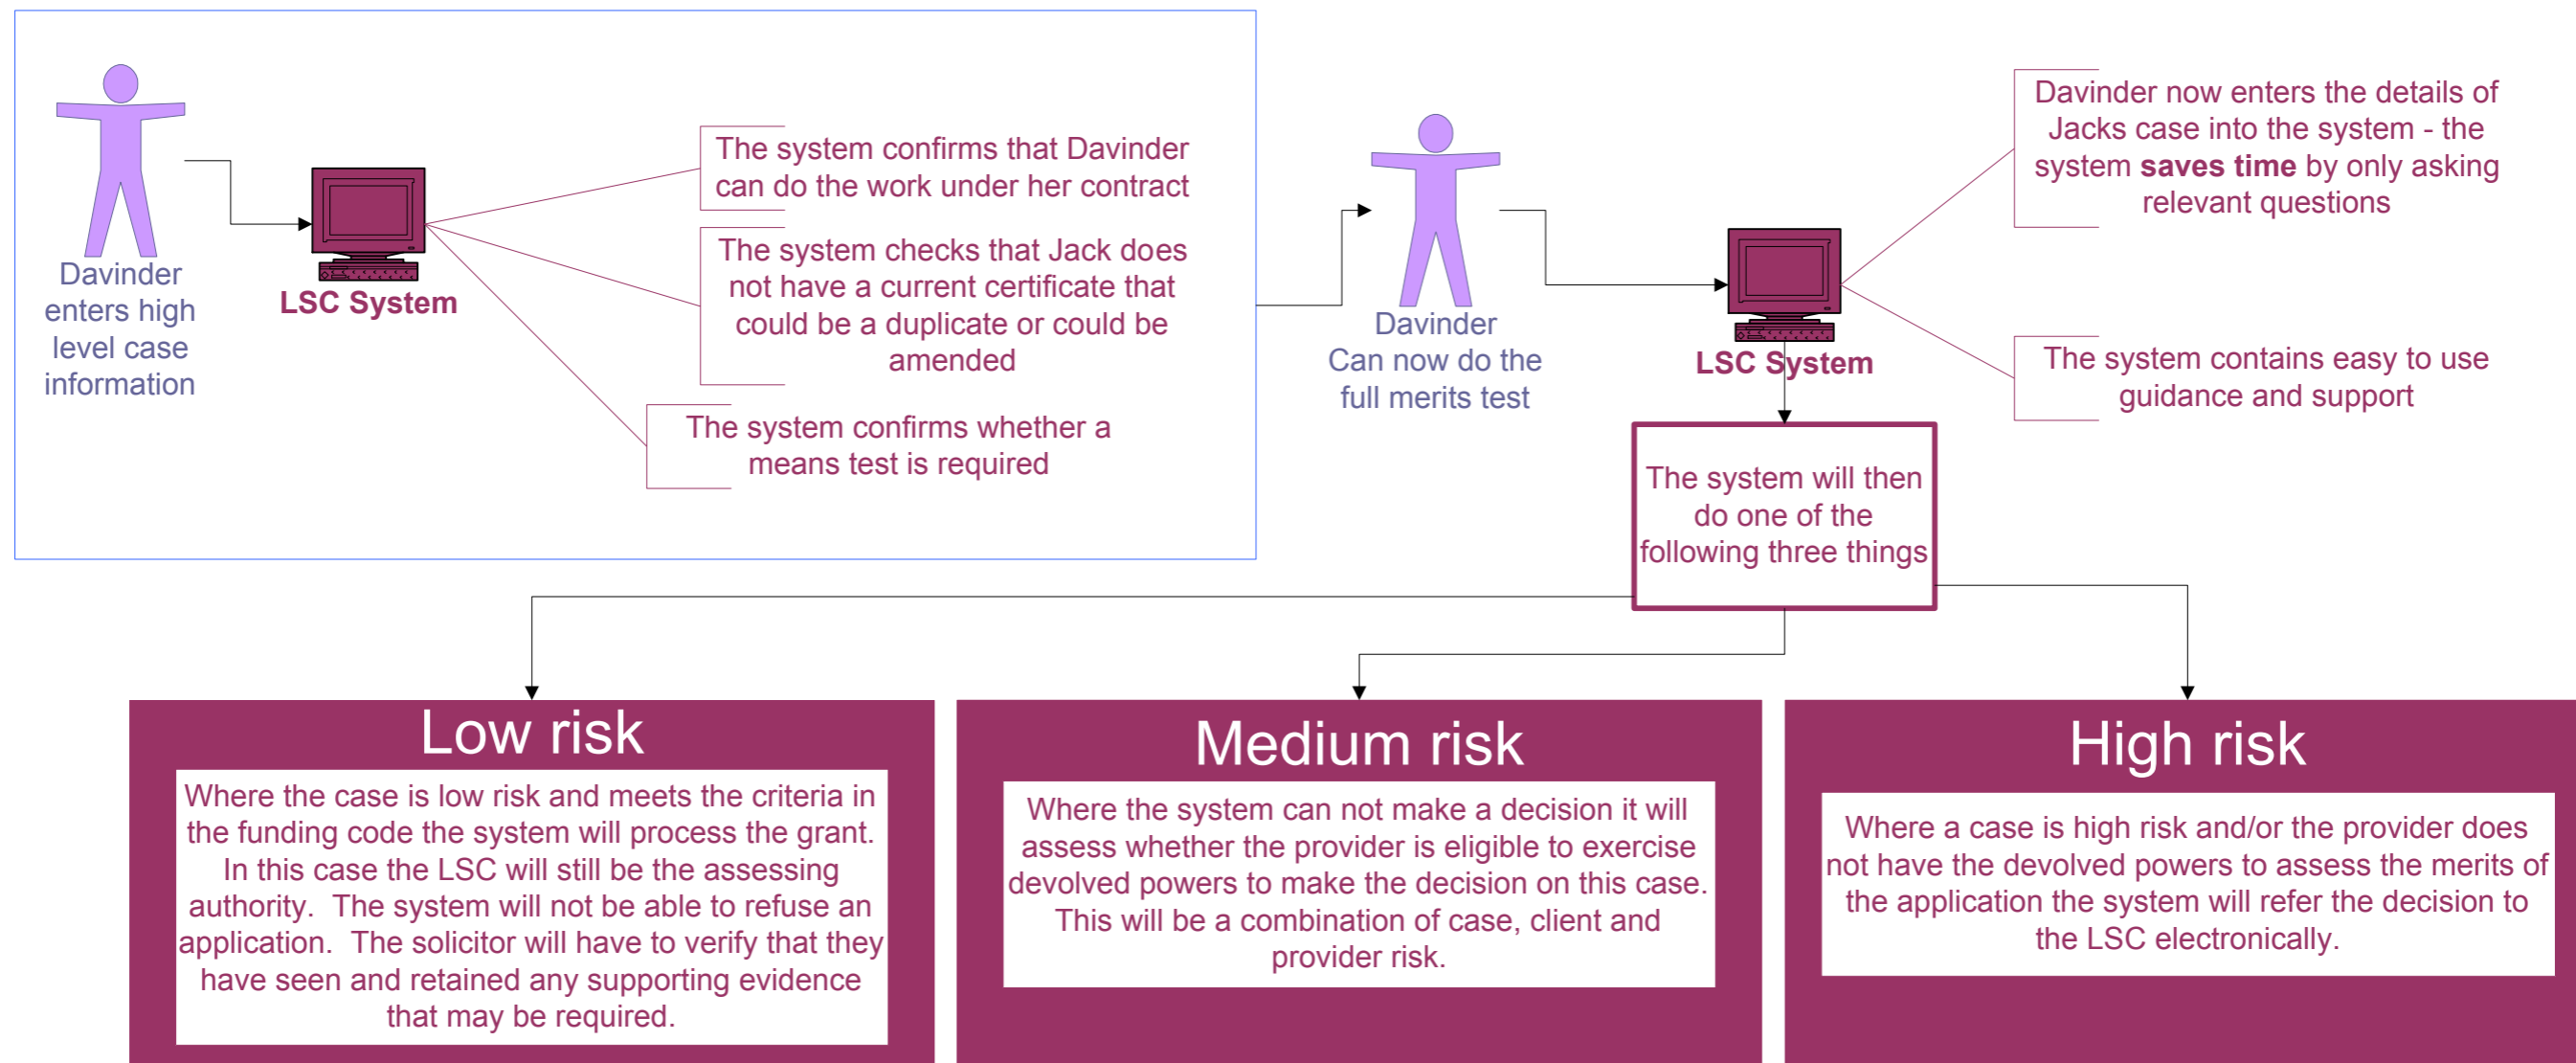 Davinder
enters high
level case
information
LSC System
The system confirms that Davinder
can do the work under her contract
The system checks that Jack does
not have a current certificate that
could be a duplicate or could be
amended
The system confirms whether a
means test is required
Davinder
Can now do the
full merits test
LSC System
Davinder now enters the details of
Jacks case into the system - the
system saves time by only asking
relevant questions
The system contains easy to use
guidance and support
The system will then
do one of the
following three things
Low risk
Where the case is low risk and meets the criteria in
the funding code the system will process the grant.
In this case the LSC will still be the assessing
authority. The system will not be able to refuse an
application. The solicitor will have to verify that they
have seen and retained any supporting evidence
that may be required.
Medium risk
Where the system can not make a decision it will
assess whether the provider is eligible to exercise
devolved powers to make the decision on this case.
This will be a combination of case, client and
provider risk.
High risk
Where a case is high risk and/or the provider does
not have the devolved powers to assess the merits of
the application the system will refer the decision to
the LSC electronically.